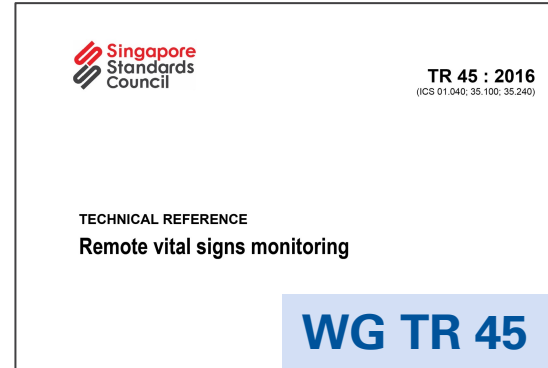 Singapore
Standards
Council
TR 45 : 2016
(ICS 01.040; 35.100; 35.240)
TECHNICAL REFERENCE
Remote vital signs monitoring
WG TR 45